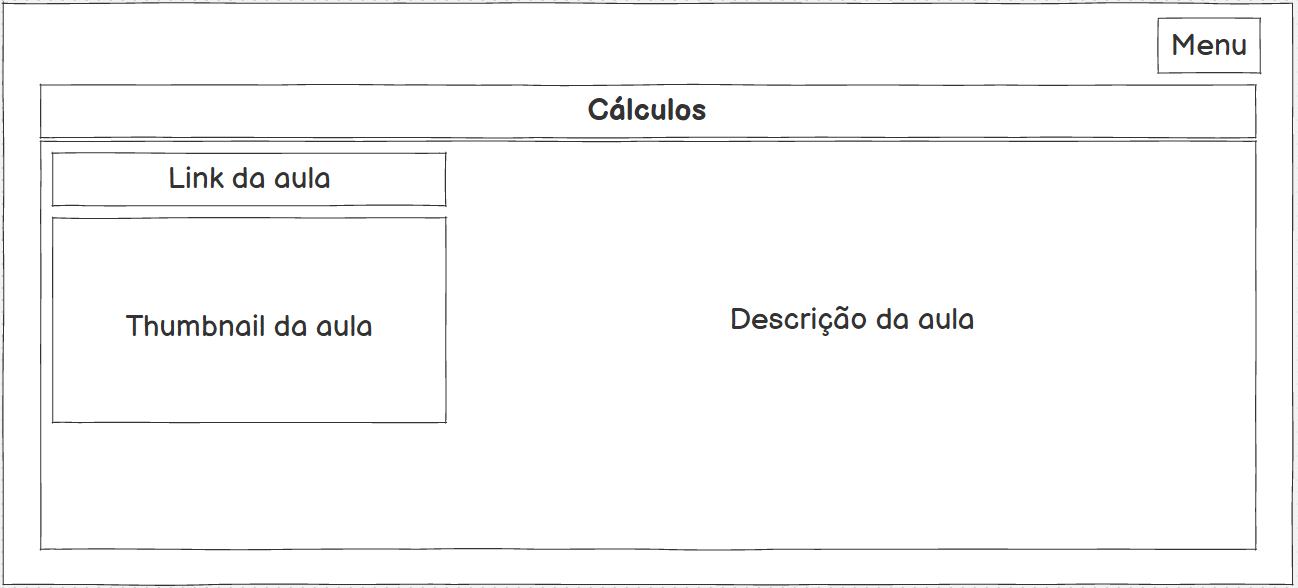 Menu
Cálculos
Link da aula
Thumbnail da aula
Descrição da aula